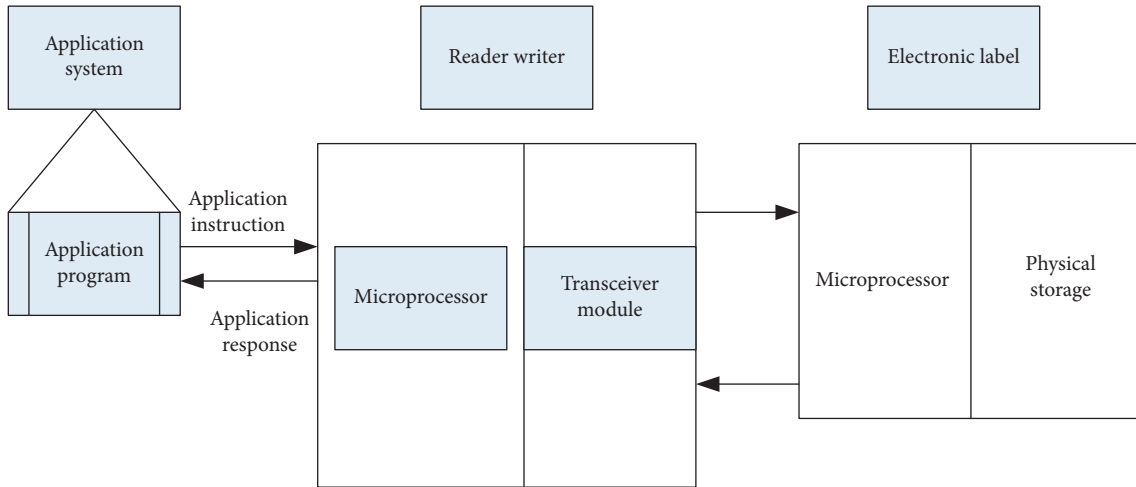 Application
system
Reader writer
Electronic label
Application
instruction
Application
program
Application
response
Microprocessor
Transceiver
module
Microprocessor
Physical
storage